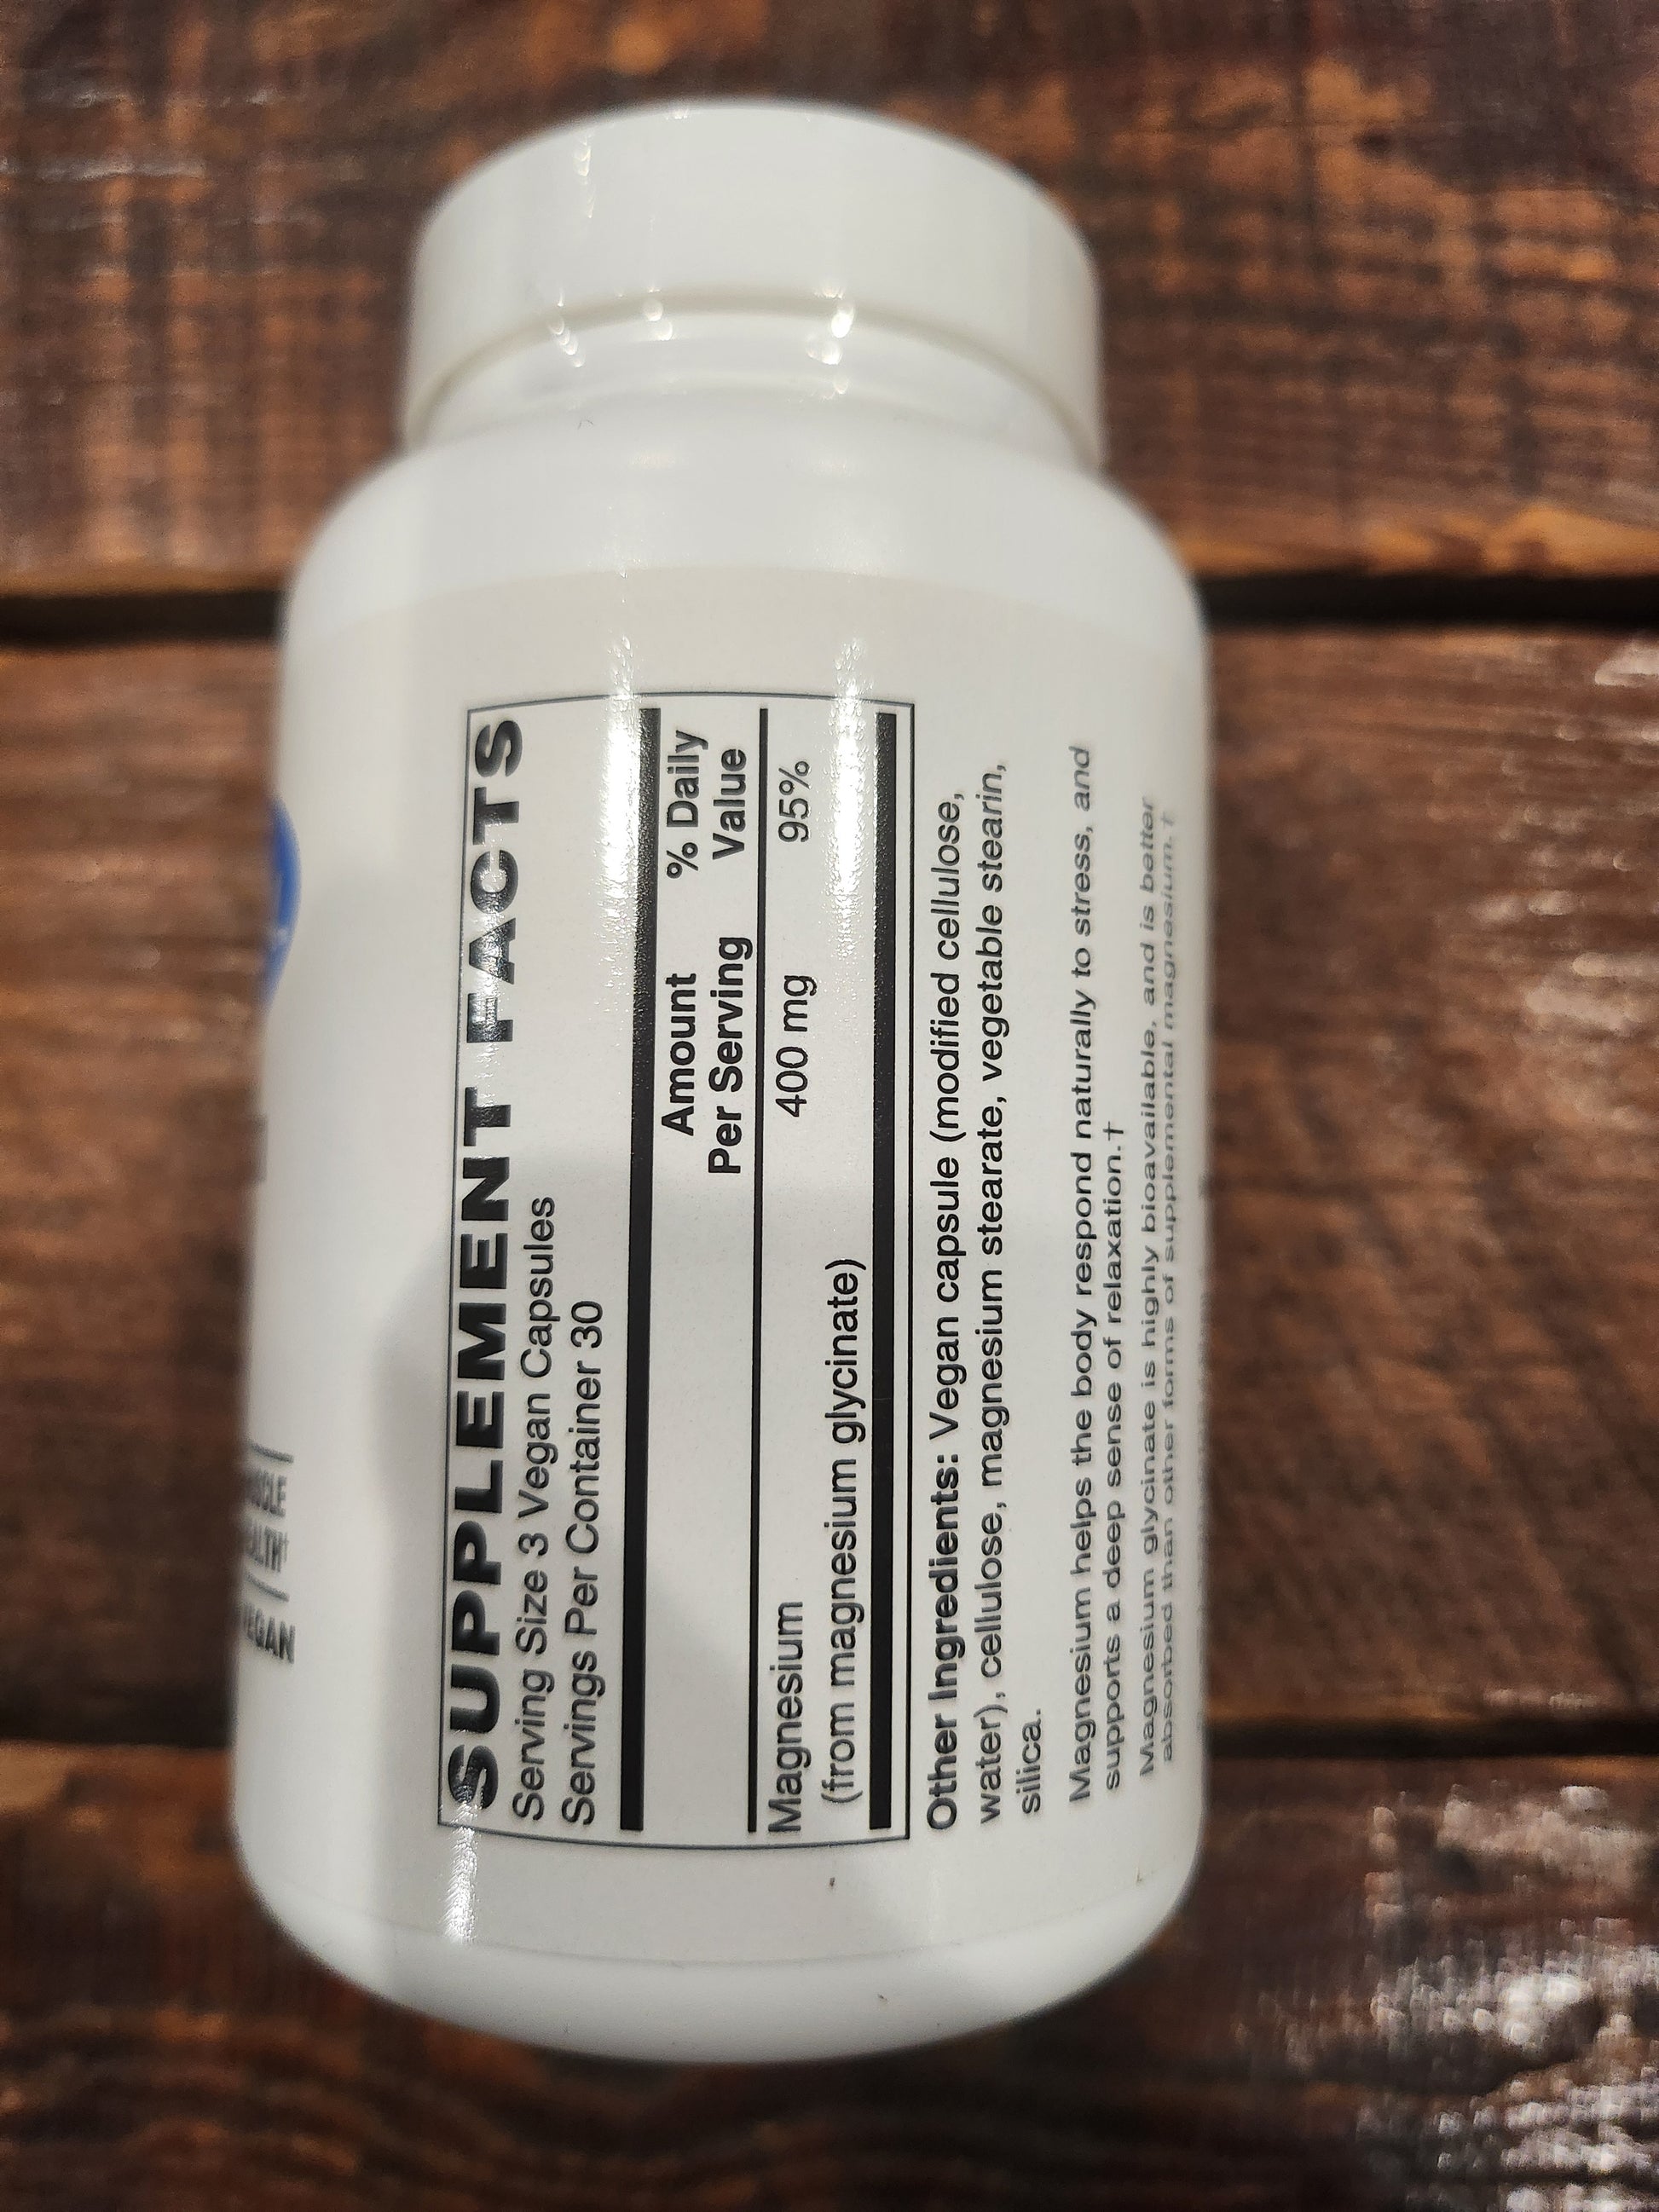 SUPPLEMENT FACTS
Serving Size 3 Vegan Capsules
Servings Per Container 30
Amount % Daily
Per Serving Value
Magnesium 400 mg 95%
(from magnesium glycinate)
Other Ingredients: Vegan capsule (modified cellulose,
water), cellulose, magnesium stearate, vegetable stearin,
silica.
Magnesium helps the body respond naturally to stress, and
supports a deep sense of relaxation.†
Magnesium glycinate is highly bioavailable, and is better
absorbed than other forms of supplemental magnesium.†
VEGAN